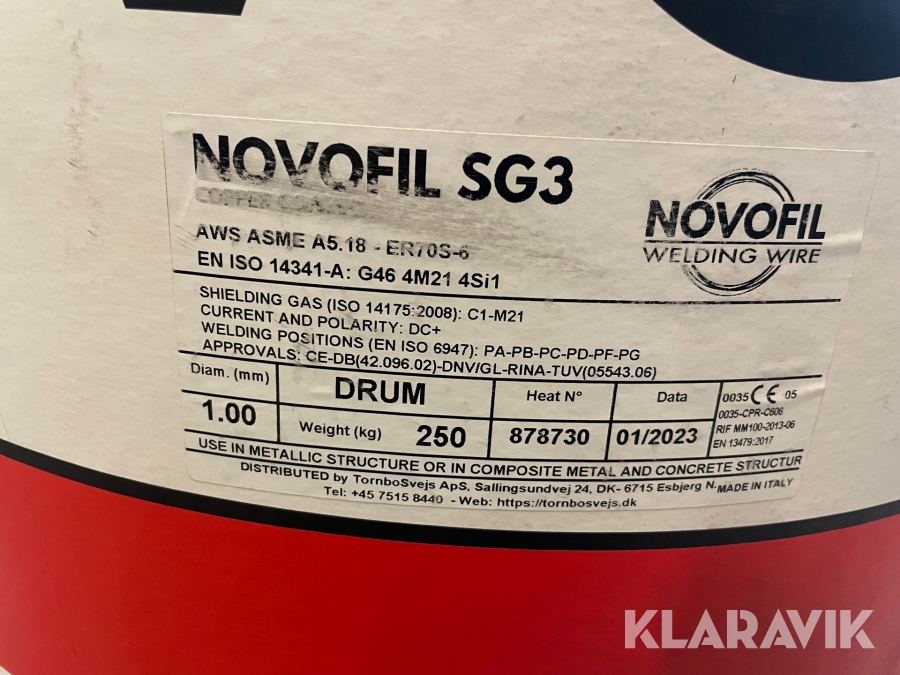 NOVOFIL SG3
COPPER
AWS ASME A5.18 - ER70S-6
EN ISO 14341-A: G46 4M21 4Si1
NOVOFIL
WELDING WIRE
SHIELDING GAS (ISO 14175:2008): C1-M21
CURRENT AND POLARITY: DC+
WELDING POSITIONS (EN ISO 6947): PA-PB-PC-PD-PF-PG
APPROVALS: CE-DB(42.096.02)-DNV/GL-RINA-TUV(05543.06)
Diam. (mm)
1.00
DRUM
Weight (kg) 250
Heat N°
878730
Data
01/2023
0035 CE 05
0035-CPR-C606
RIF MM100-2013-06
EN 13479:2017
USE IN METALLIC STRUCTURE OR IN COMPOSITE METAL AND CONCRETE STRUCTUR
DISTRIBUTED by TornboSvejs ApS, Sallingsundvej 24, DK- 6715 Esbjerg N.
MADE IN ITALY
Tel: +45 7515 8440 - Web: https://tornbosvejs.dk
KLARAVIK